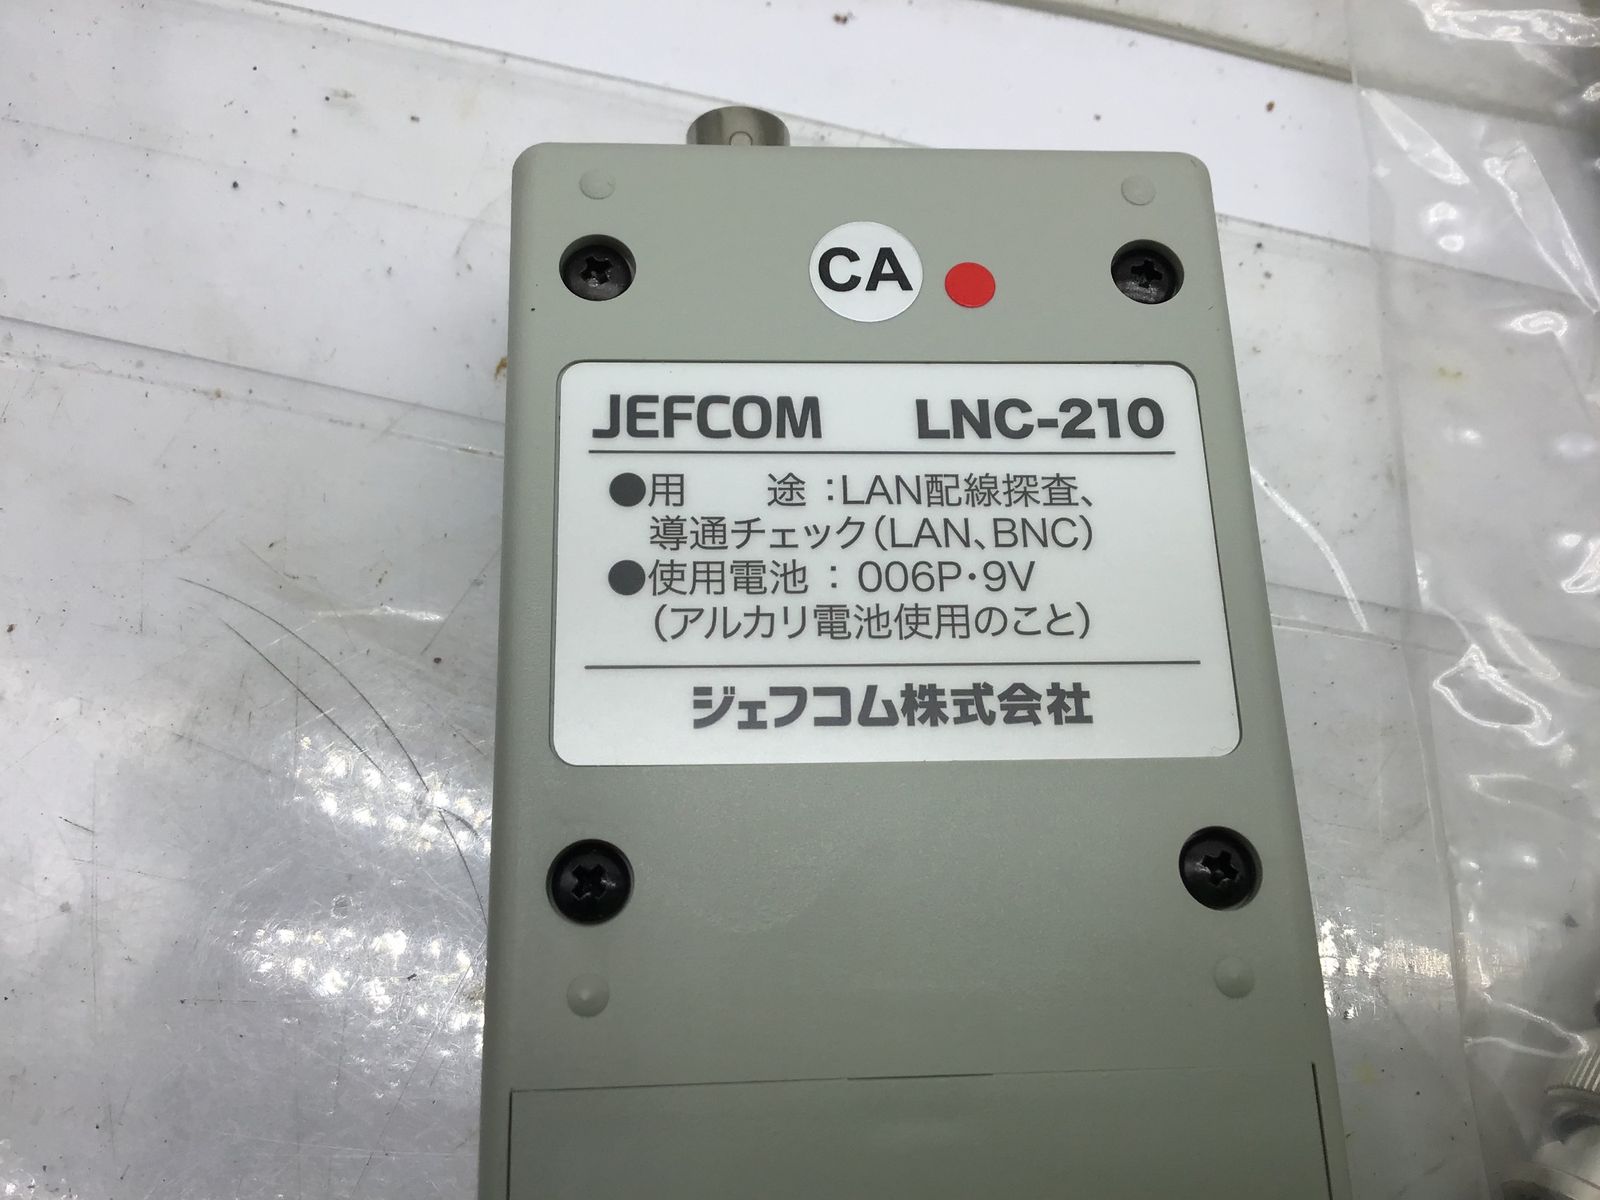 CA
JEFCOM LNC-210
●用　　途：LAN配線探査、
導通チェック（LAN、BNC）
●使用電池：006P・9V
（アルカリ電池使用のこと）
ジェフコム株式会社